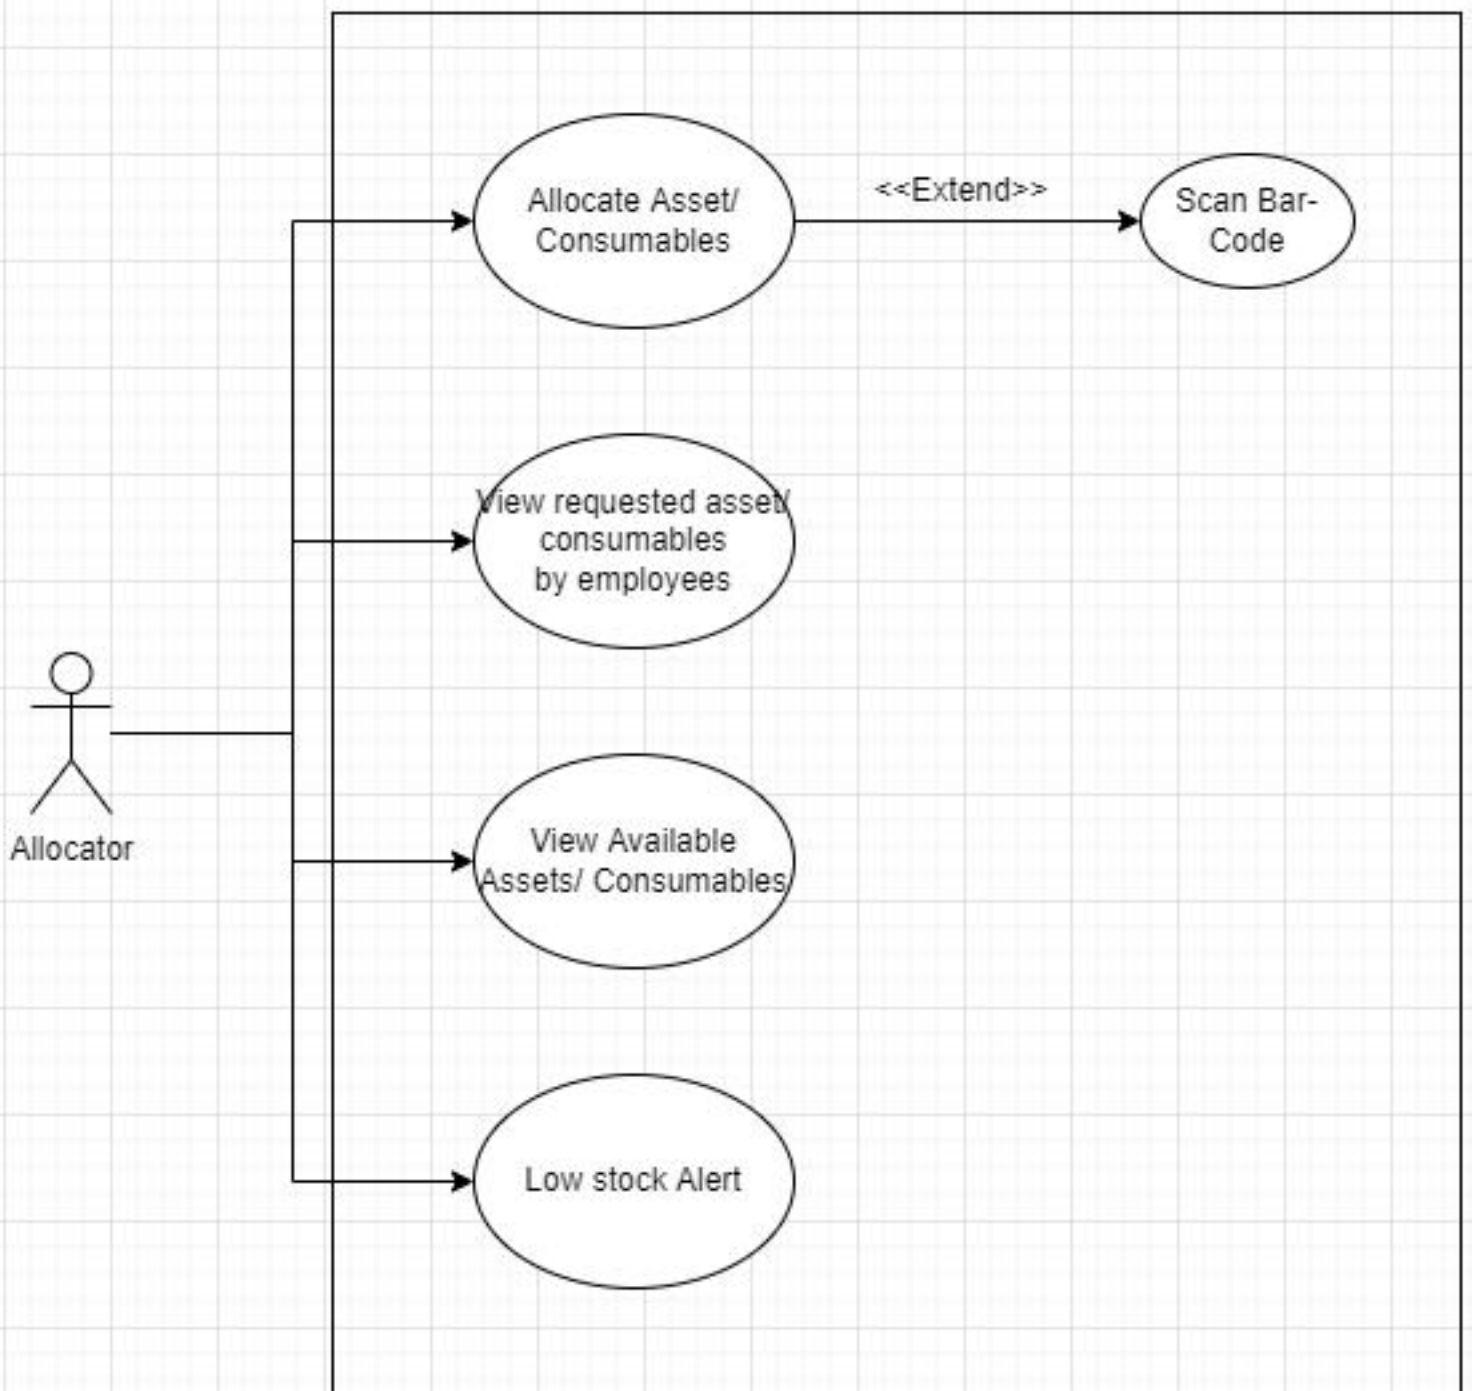 Allocate Asset/
Consumables
<<Extend>>
Scan Bar-
Code
View requested asset/
consumables
by employees
Allocator
View Available
Assets/ Consumables
Low stock Alert